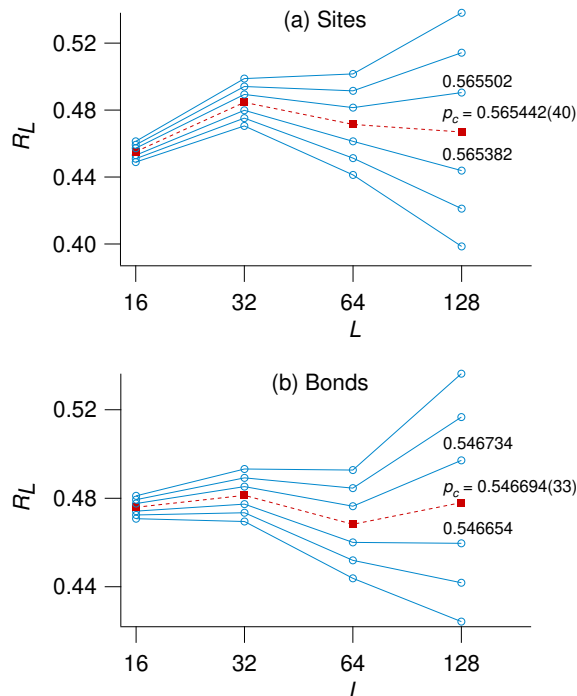 (a) Sites
0.52
0.48
0.44
0.40
R_L
0.565502
p_c = 0.565442(40)
0.565382
16 32 64 128
L
(b) Bonds
0.52
0.48
0.44
R_L
0.546734
p_c = 0.546694(33)
0.546654
16 32 64 128